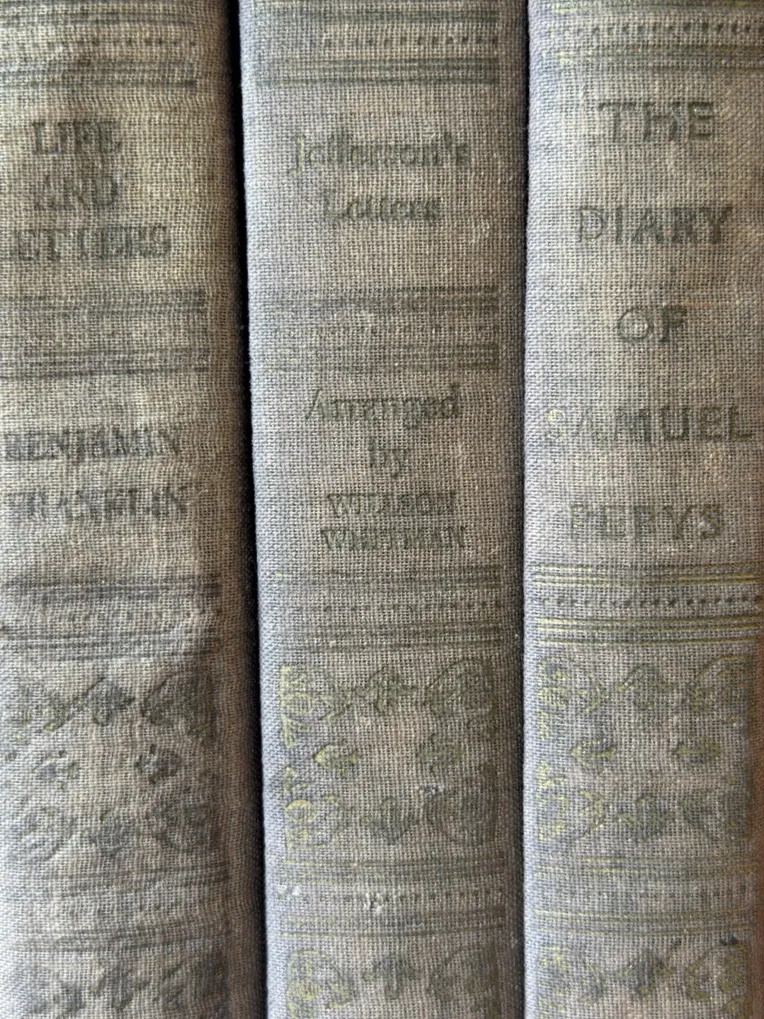 LIFE
AND
LETTERS
BENJAMIN
FRANKLIN
Jefferson's
Letters
Arranged
by
WILLSON
WHITMAN
THE
DIARY
OF
SAMUEL
PEPYS